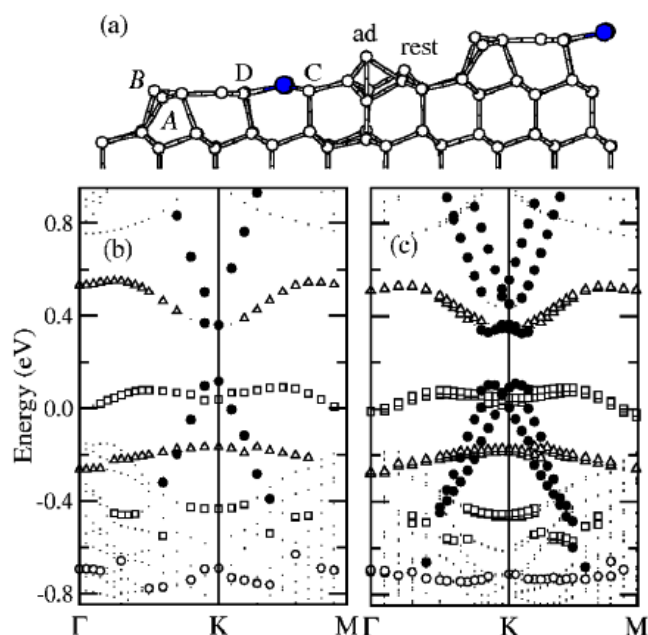 (a)
ad
rest
B
D
C
A
(b)
(c)
Energy (eV)
0.8
0.4
0.0
-0.4
-0.8
Γ
K
M
Γ
K
M